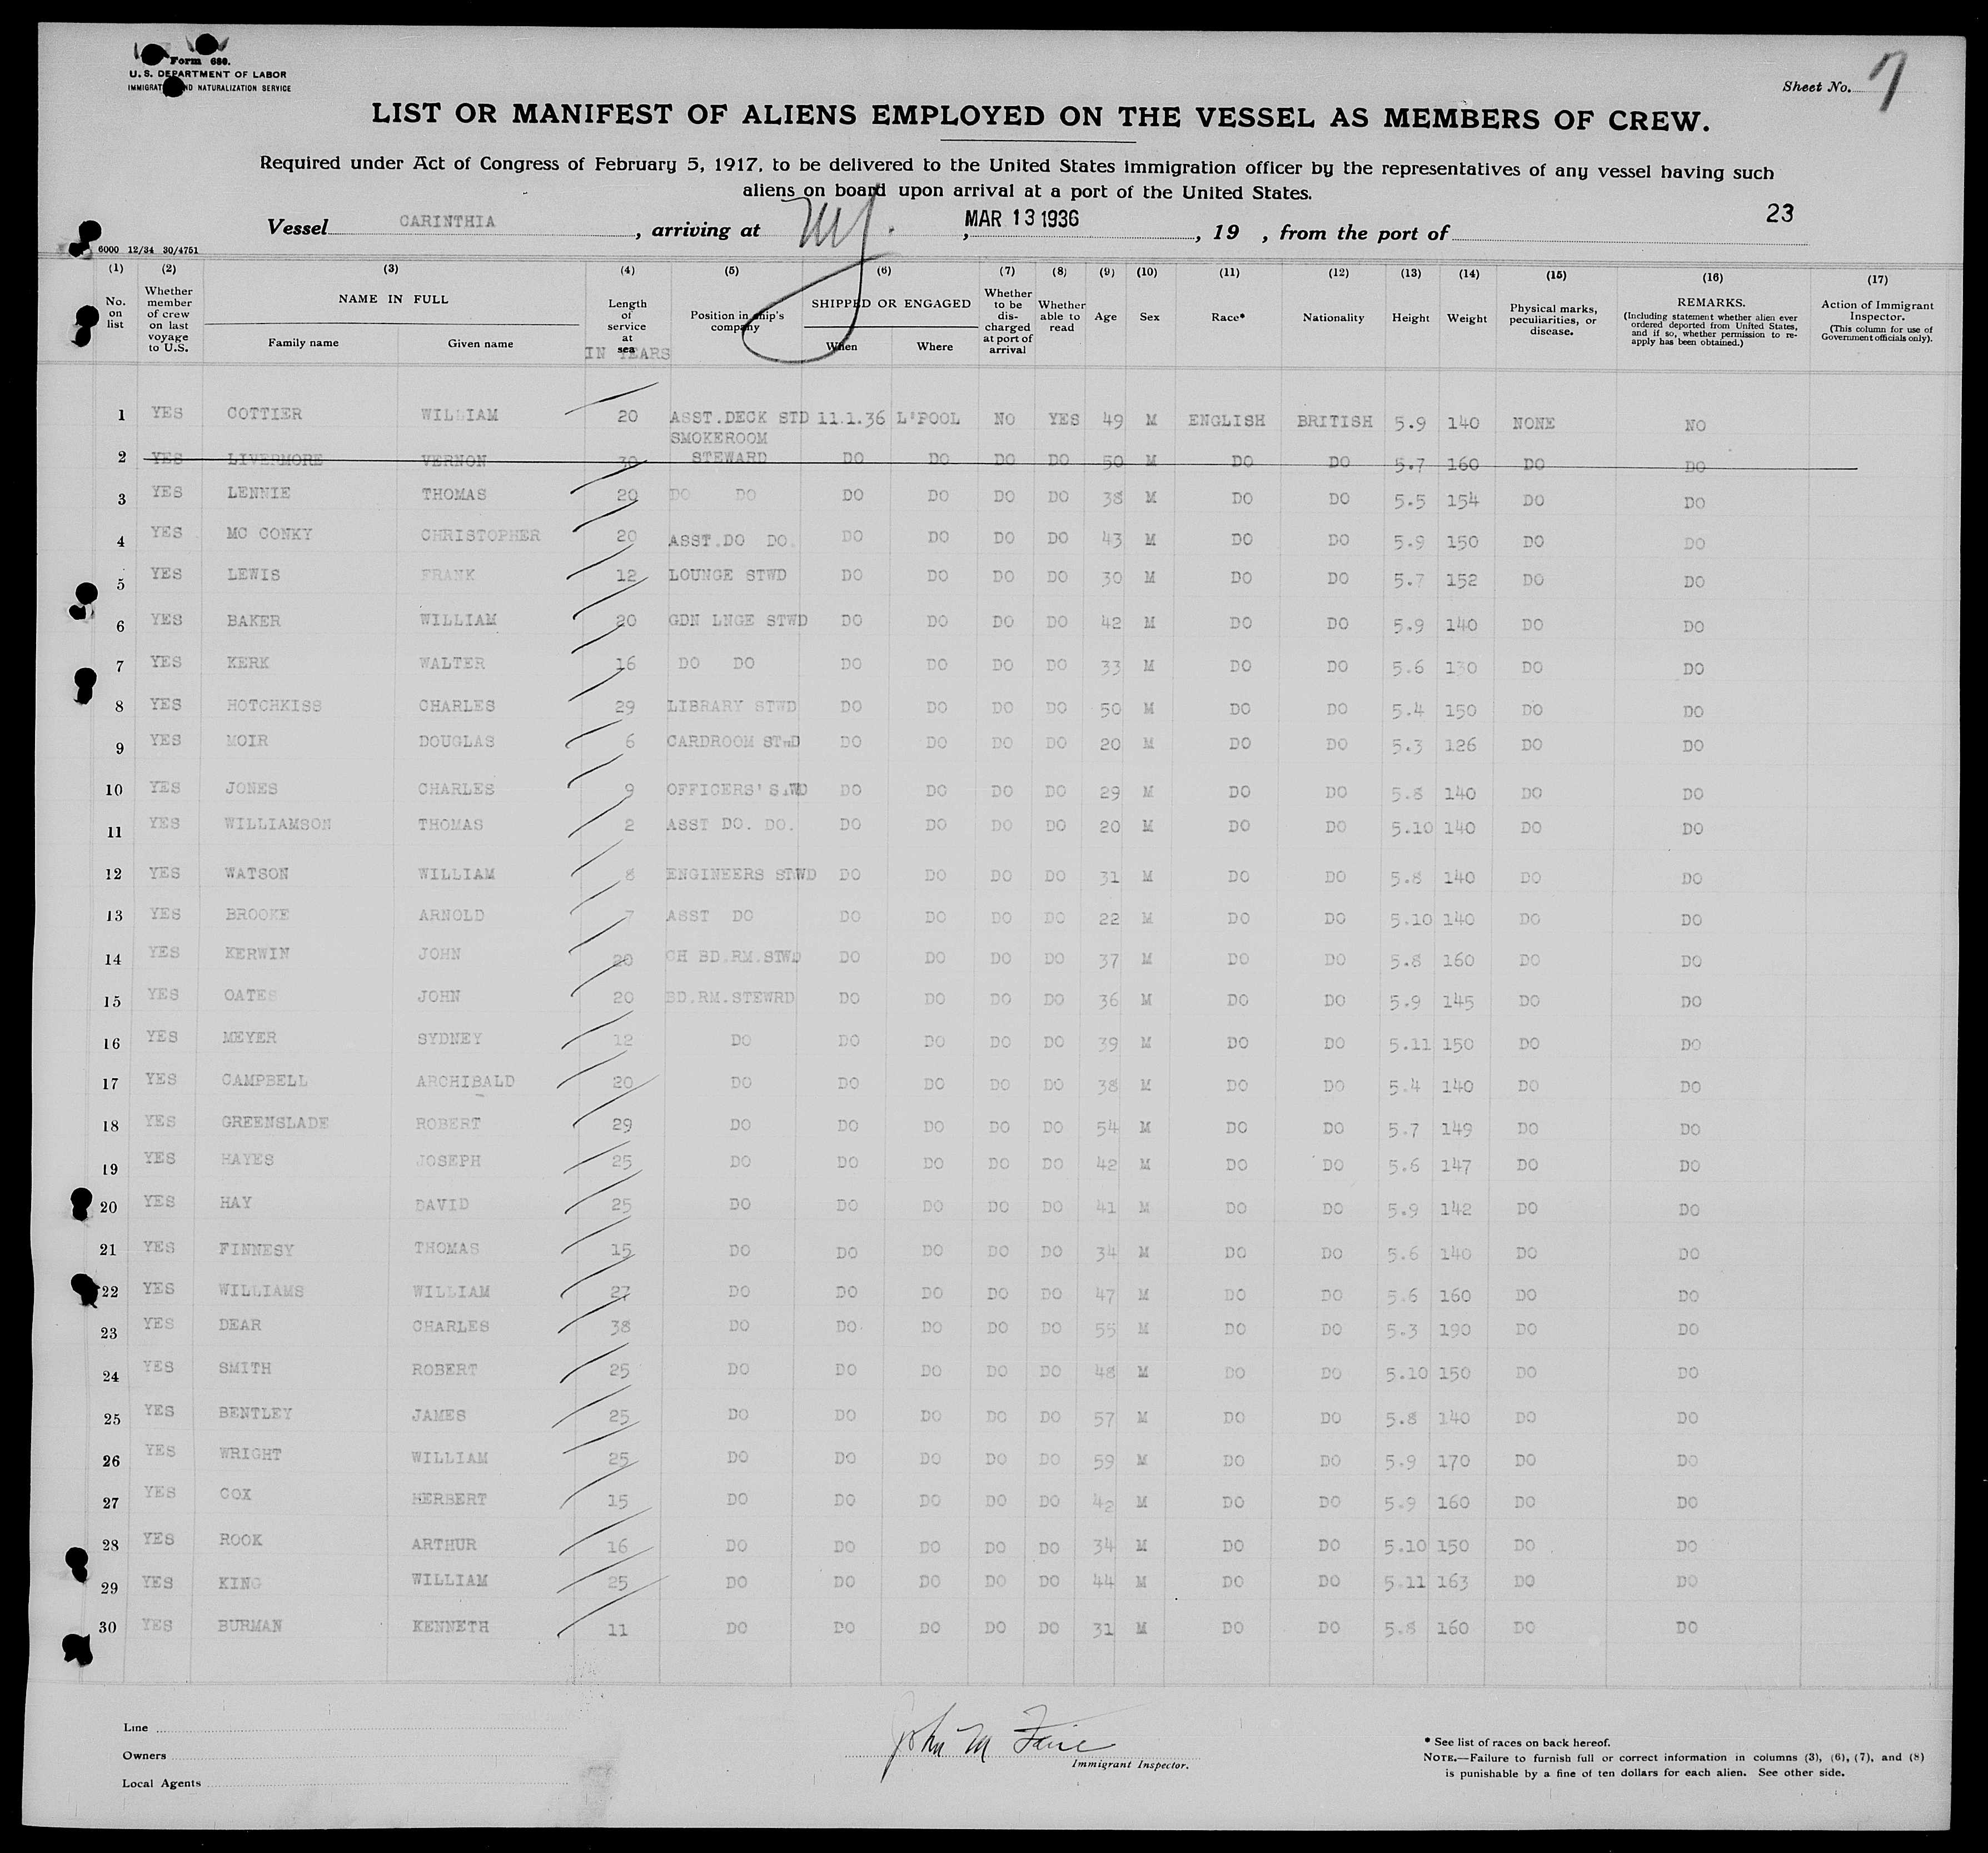 Form 680.
U. S. DEPARTMENT OF LABOR
IMMIGRAT ND NATURALIZATION SERVICE
Sheet No. 7
LIST OR MANIFEST OF ALIENS EMPLOYED ON THE VESSEL AS MEMBERS OF CREW.
Required under Act of Congress of February 5, 1917, to be delivered to the United States immigration officer by the representatives of any vessel having such
aliens on board upon arrival at a port of the United States.
23
Vessel CARINTHIA, arriving at NY., MAR 13 1936, 19 , from the port of
6000 12/34 30/4751
(1) (2) (3) (4) (5) (6) (7) (8) (9) (10) (11) (12) (13) (14) (15) (16) (17)
No. on list Whether member of crew on last voyage to U.S. NAME IN FULL Family name Given name Length of service at sea IN YEARS Position in ship's company SHIPPED OR ENGAGED When Where Whether to be discharged at port of arrival Whether able to read Age Sex Race* Nationality Height Weight Physical marks, peculiarities, or disease. REMARKS. (Including statement whether alien ever ordered deported from United States, and if so, whether permission to re-apply has been obtained.) Action of Immigrant Inspector. (This column for use of Government officials only).
1 YES COTTIER WILLIAM 20 ASST.DECK STD 11.1.36 L'POOL NO YES 49 M ENGLISH BRITISH 5.9 140 NONE NO
2 YES LIVERMORE VERNON 30 SMOKEROOM STEWARD DO DO DO DO 50 M DO DO 5.7 160 DO DO
3 YES LENNIE THOMAS 20 DO DO DO DO DO DO 38 M DO DO 5.5 154 DO DO
4 YES MC CONKY CHRISTOPHER 20 ASST.DO DO. DO DO DO DO 43 M DO DO 5.9 150 DO DO
5 YES LEWIS FRANK 12 LOUNGE STWD DO DO DO DO 30 M DO DO 5.7 152 DO DO
6 YES BAKER WILLIAM 20 GDN LNGE STWD DO DO DO DO 42 M DO DO 5.9 140 DO DO
7 YES KERK WALTER 16 DO DO DO DO DO DO 33 M DO DO 5.6 130 DO DO
8 YES HOTCHKISS CHARLES 29 LIBRARY STWD DO DO DO DO 50 M DO DO 5.4 150 DO DO
9 YES MOIR DOUGLAS 6 CARDROOM STWD DO DO DO DO 20 M DO DO 5.3 126 DO DO
10 YES JONES CHARLES 9 OFFICERS' STWD DO DO DO DO 29 M DO DO 5.8 140 DO DO
11 YES WILLIAMSON THOMAS 2 ASST DO. DO. DO DO DO DO 20 M DO DO 5.10 140 DO DO
12 YES WATSON WILLIAM 8 ENGINEERS STWD DO DO DO DO 31 M DO DO 5.8 140 DO DO
13 YES BROOKE ARNOLD 7 ASST DO DO DO DO DO 22 M DO DO 5.10 140 DO DO
14 YES KERWIN JOHN 20 CH BD.RM.STWD DO DO DO DO 37 M DO DO 5.8 160 DO DO
15 YES OATES JOHN 20 BD.RM.STEWRD DO DO DO DO 36 M DO DO 5.9 145 DO DO
16 YES MEYER SYDNEY 12 DO DO DO DO DO 39 M DO DO 5.11 150 DO DO
17 YES CAMPBELL ARCHIBALD 20 DO DO DO DO DO 38 M DO DO 5.4 140 DO DO
18 YES GREENSLADE ROBERT 29 DO DO DO DO DO 54 M DO DO 5.7 149 DO DO
19 YES HAYES JOSEPH 25 DO DO DO DO DO 42 M DO DO 5.6 147 DO DO
20 YES HAY DAVID 25 DO DO DO DO DO 41 M DO DO 5.9 142 DO DO
21 YES FINNESY THOMAS 15 DO DO DO DO DO 34 M DO DO 5.6 140 DO DO
22 YES WILLIAMS WILLIAM 27 DO DO DO DO DO 47 M DO DO 5.6 160 DO DO
23 YES DEAR CHARLES 38 DO DO DO DO DO 55 M DO DO 5.3 190 DO DO
24 YES SMITH ROBERT 25 DO DO DO DO DO 48 M DO DO 5.10 150 DO DO
25 YES BENTLEY JAMES 25 DO DO DO DO DO 57 M DO DO 5.8 140 DO DO
26 YES WRIGHT WILLIAM 25 DO DO DO DO DO 59 M DO DO 5.9 170 DO DO
27 YES COX HERBERT 15 DO DO DO DO DO 42 M DO DO 5.9 160 DO DO
28 YES ROOK ARTHUR 16 DO DO DO DO DO 34 M DO DO 5.10 150 DO DO
29 YES KING WILLIAM 25 DO DO DO DO DO 44 M DO DO 5.11 163 DO DO
30 YES BURMAN KENNETH 11 DO DO DO DO DO 31 M DO DO 5.8 160 DO DO
Line
Owners
Local Agents
John M
Immigrant Inspector.
* See list of races on back hereof.
NOTE.—Failure to furnish full or correct information in columns (3), (6), (7), and (8)
is punishable by a fine of ten dollars for each alien. See other side.